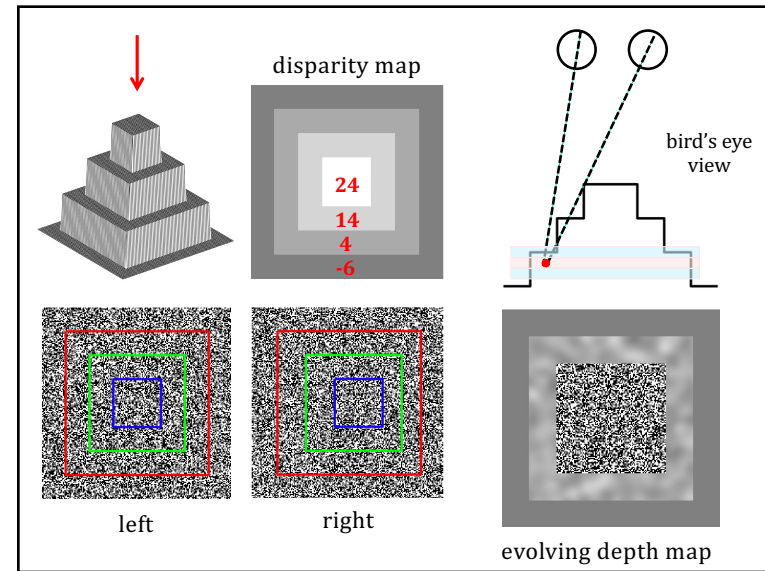 disparity map
24
14
4
-6
bird's eye
view
left
right
evolving depth map